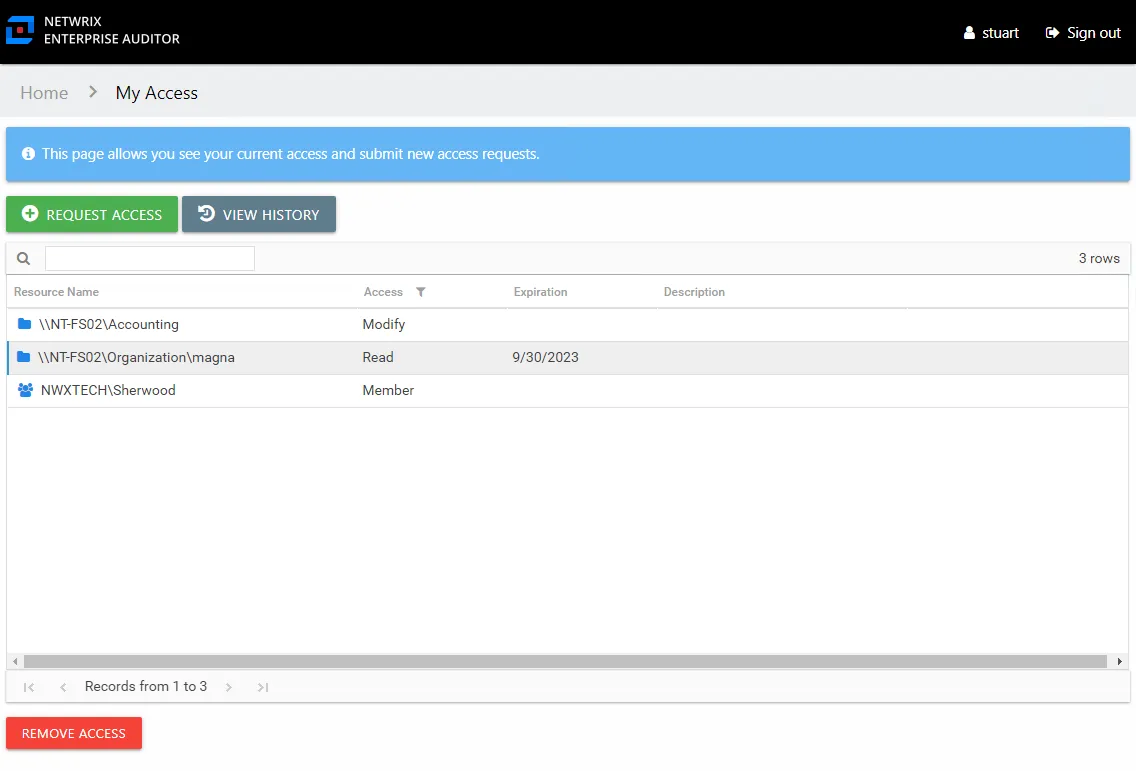 NETWRIX
ENTERPRISE AUDITOR
stuart
Sign out
Home
My Access
This page allows you see your current access and submit new access requests.
REQUEST ACCESS
VIEW HISTORY
3 rows
Resource Name Access Expiration Description
\\NT-FS02\Accounting Modify
\\NT-FS02\Organization\magna Read 9/30/2023
NWXTECH\Sherwood Member
Records from 1 to 3
REMOVE ACCESS